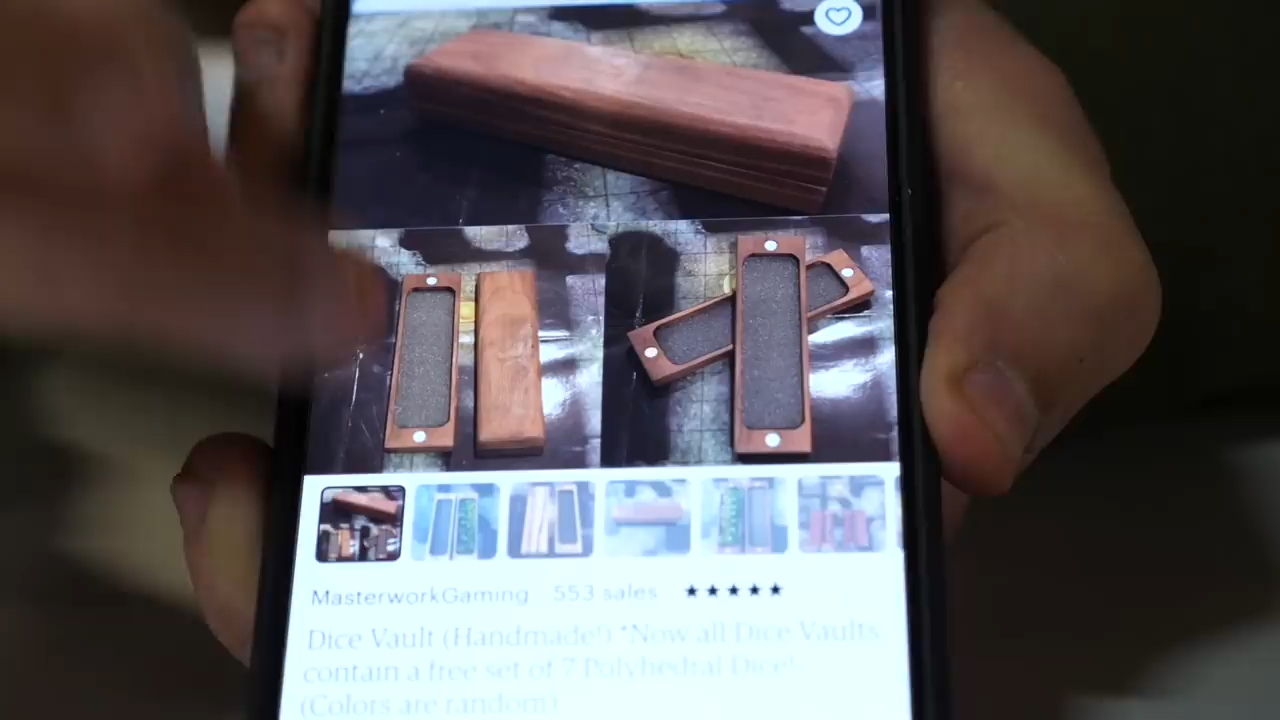 MasterworkGaming 553 sales ★★★★★
Dice Vault (Handmade!) *Now all Dice Vaults
contain a free set of 7 Polyhedral Dice!
(Colors are random)